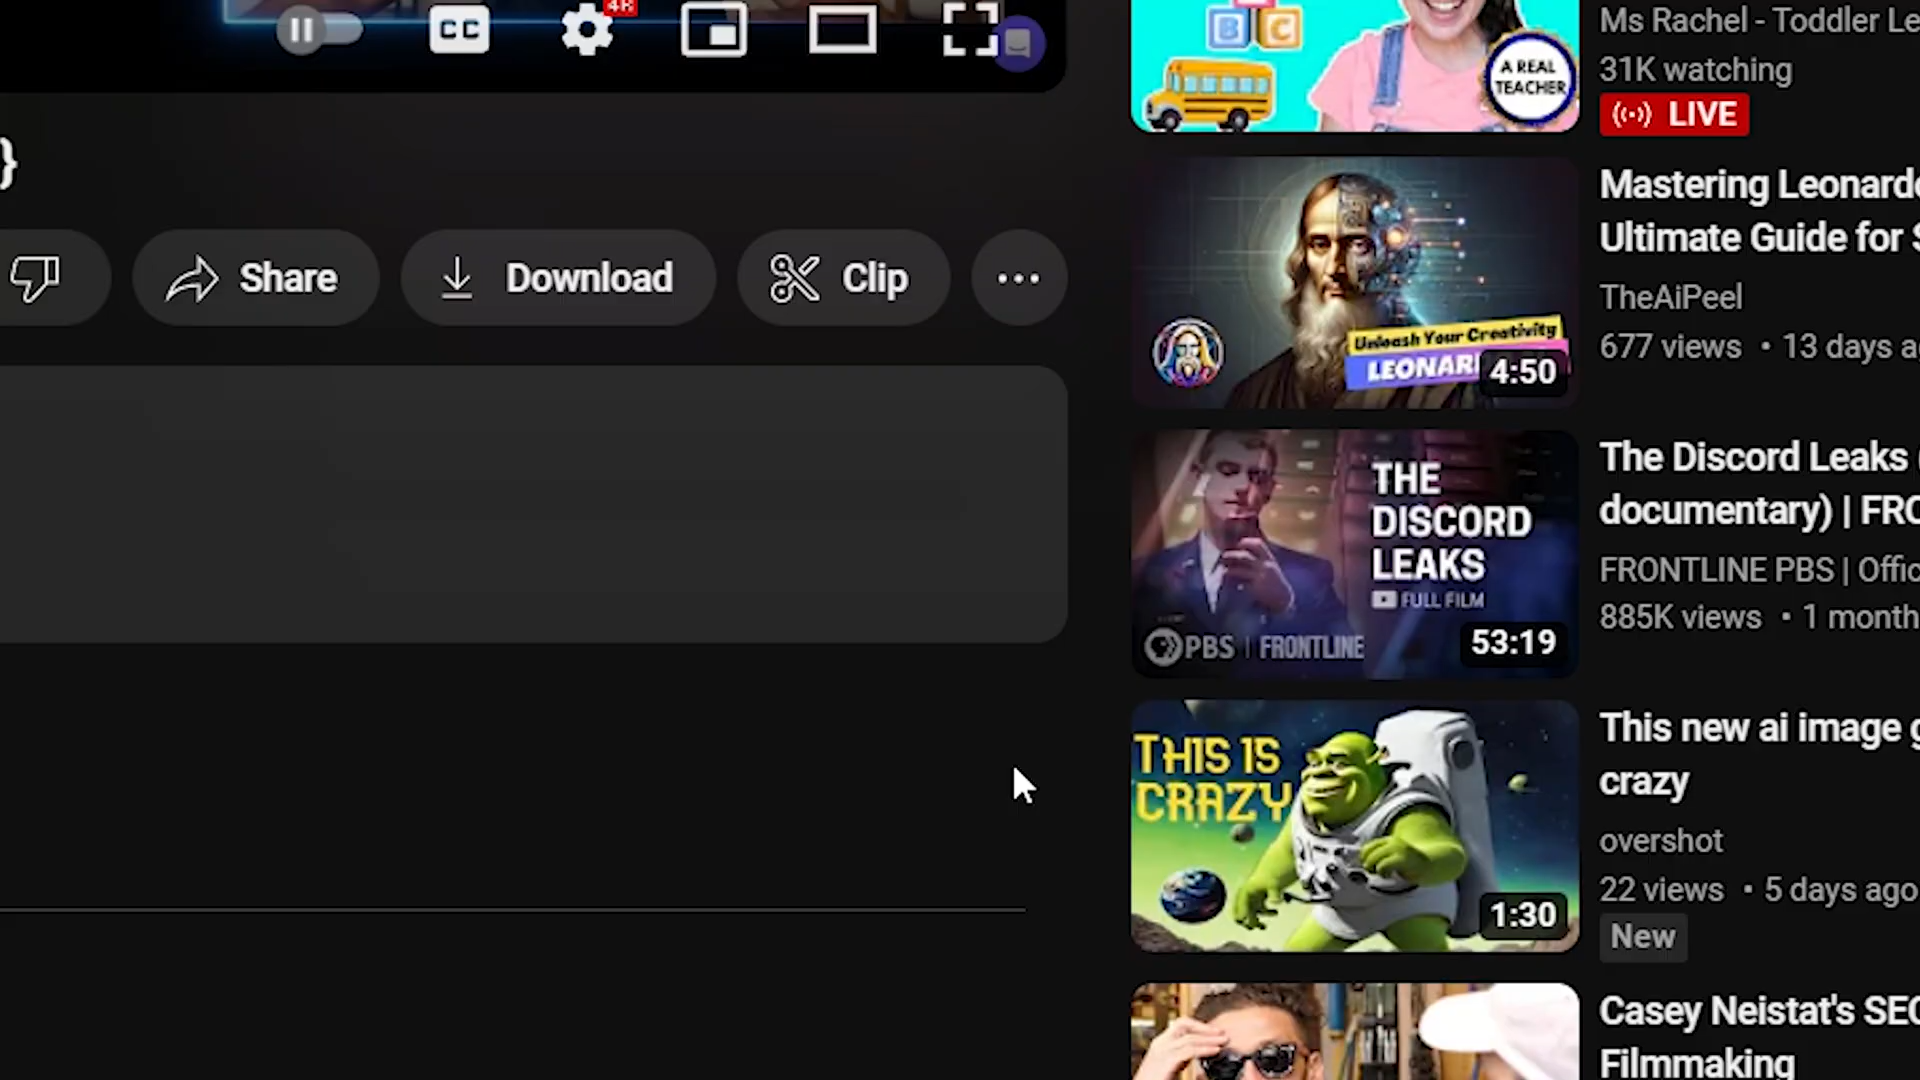 CC
4K
}
Share
Download
Clip
B C
A REAL
TEACHER
Ms Rachel - Toddler Le
31K watching
LIVE
Unleash Your Creativity
LEONAR
4:50
Mastering Leonardo
Ultimate Guide for S
TheAiPeel
677 views • 13 days a
THE
DISCORD
LEAKS
FULL FILM
PBS | FRONTLINE
53:19
The Discord Leaks (
documentary) | FRO
FRONTLINE PBS | Offic
885K views • 1 month
THIS IS
CRAZY
1:30
This new ai image g
crazy
overshot
22 views • 5 days ago
New
Casey Neistat's SEC
Filmmaking